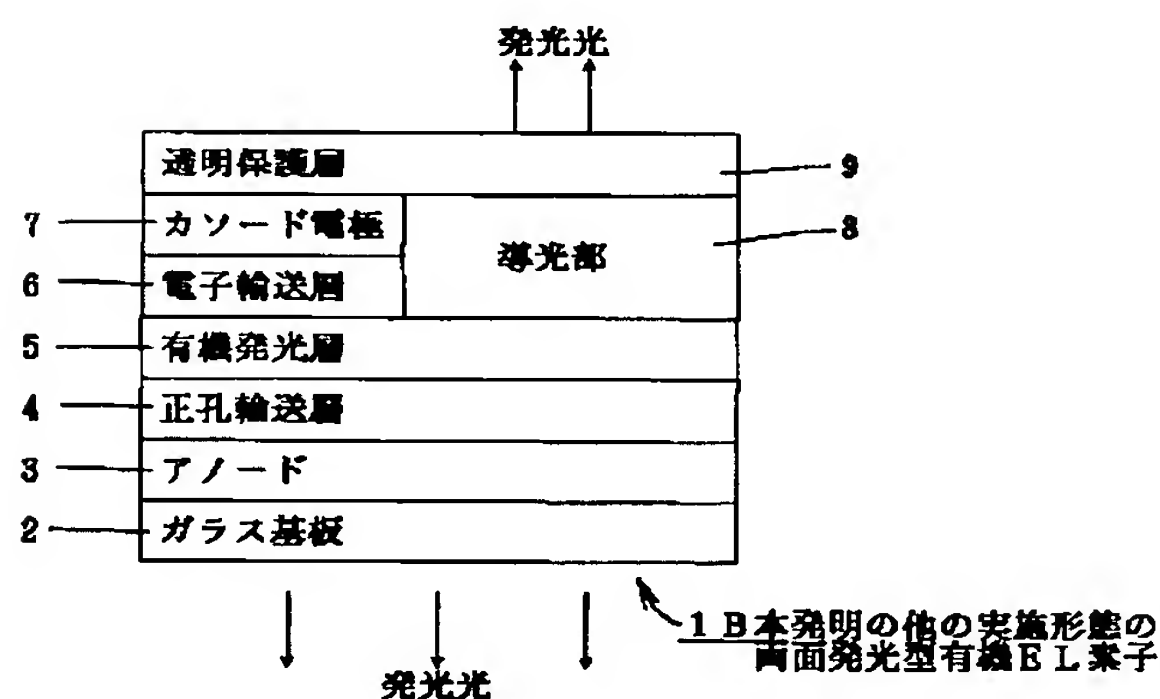 発光光
透明保護層
9
7
カソード電極
導光部
8
6
電子輸送層
5
有機発光層
4
正孔輸送層
3
アノード
2
ガラス基板
1B本発明の他の実施形態の
両面発光型有機EL素子
発光光